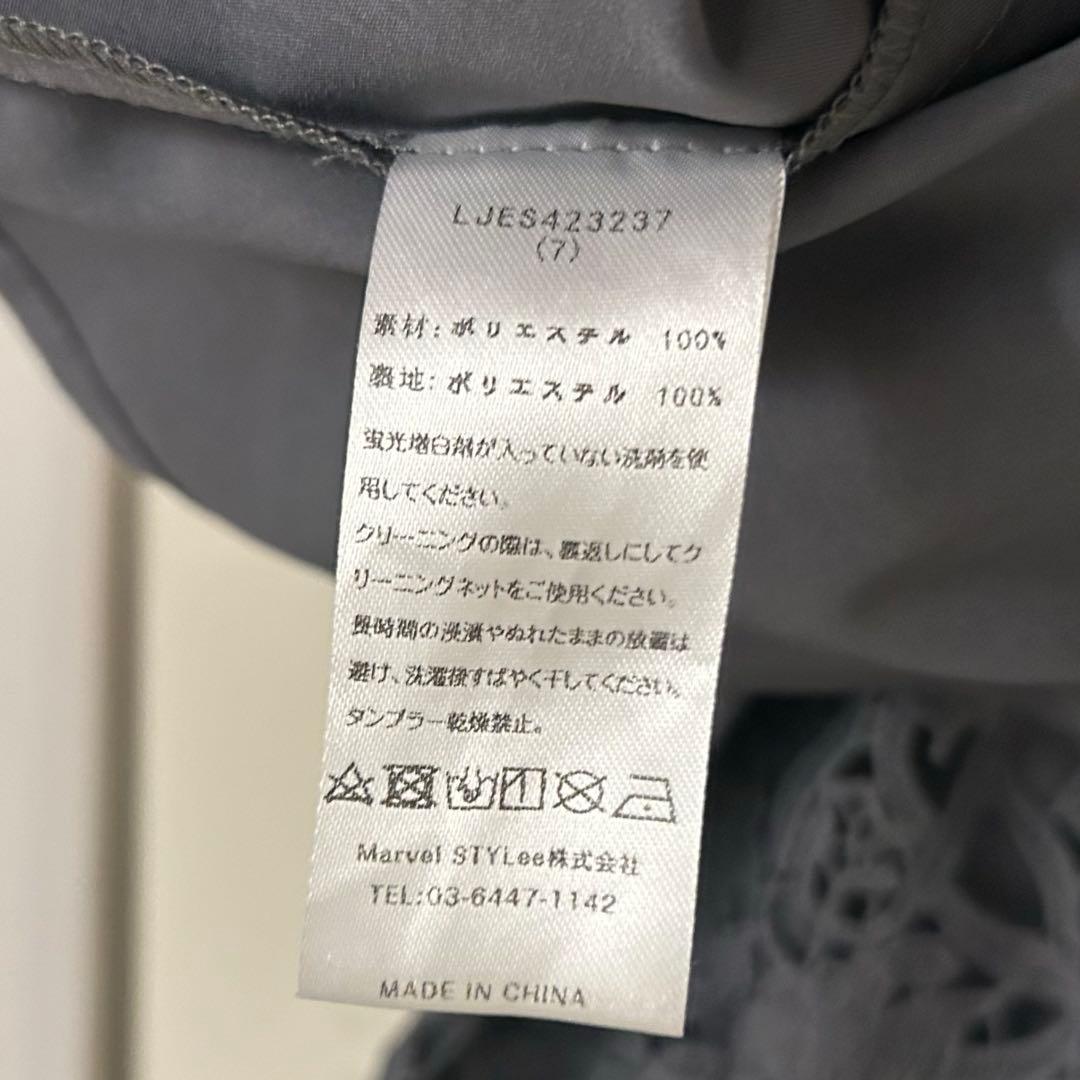 LJES423237
(7)
素材: ポリエステル 100%
裏地: ポリエステル 100%
蛍光増白剤が入っていない洗剤を使
用してください。
クリーニングの際は、裏返しにしてク
リーニングネットをご使用ください。
長時間の浸漬やぬれたままの放置は
避け、洗濯後すばやく干してください。
タンブラー乾燥禁止。
Marvel STYLee株式会社
TEL:03-6447-1142
MADE IN CHINA